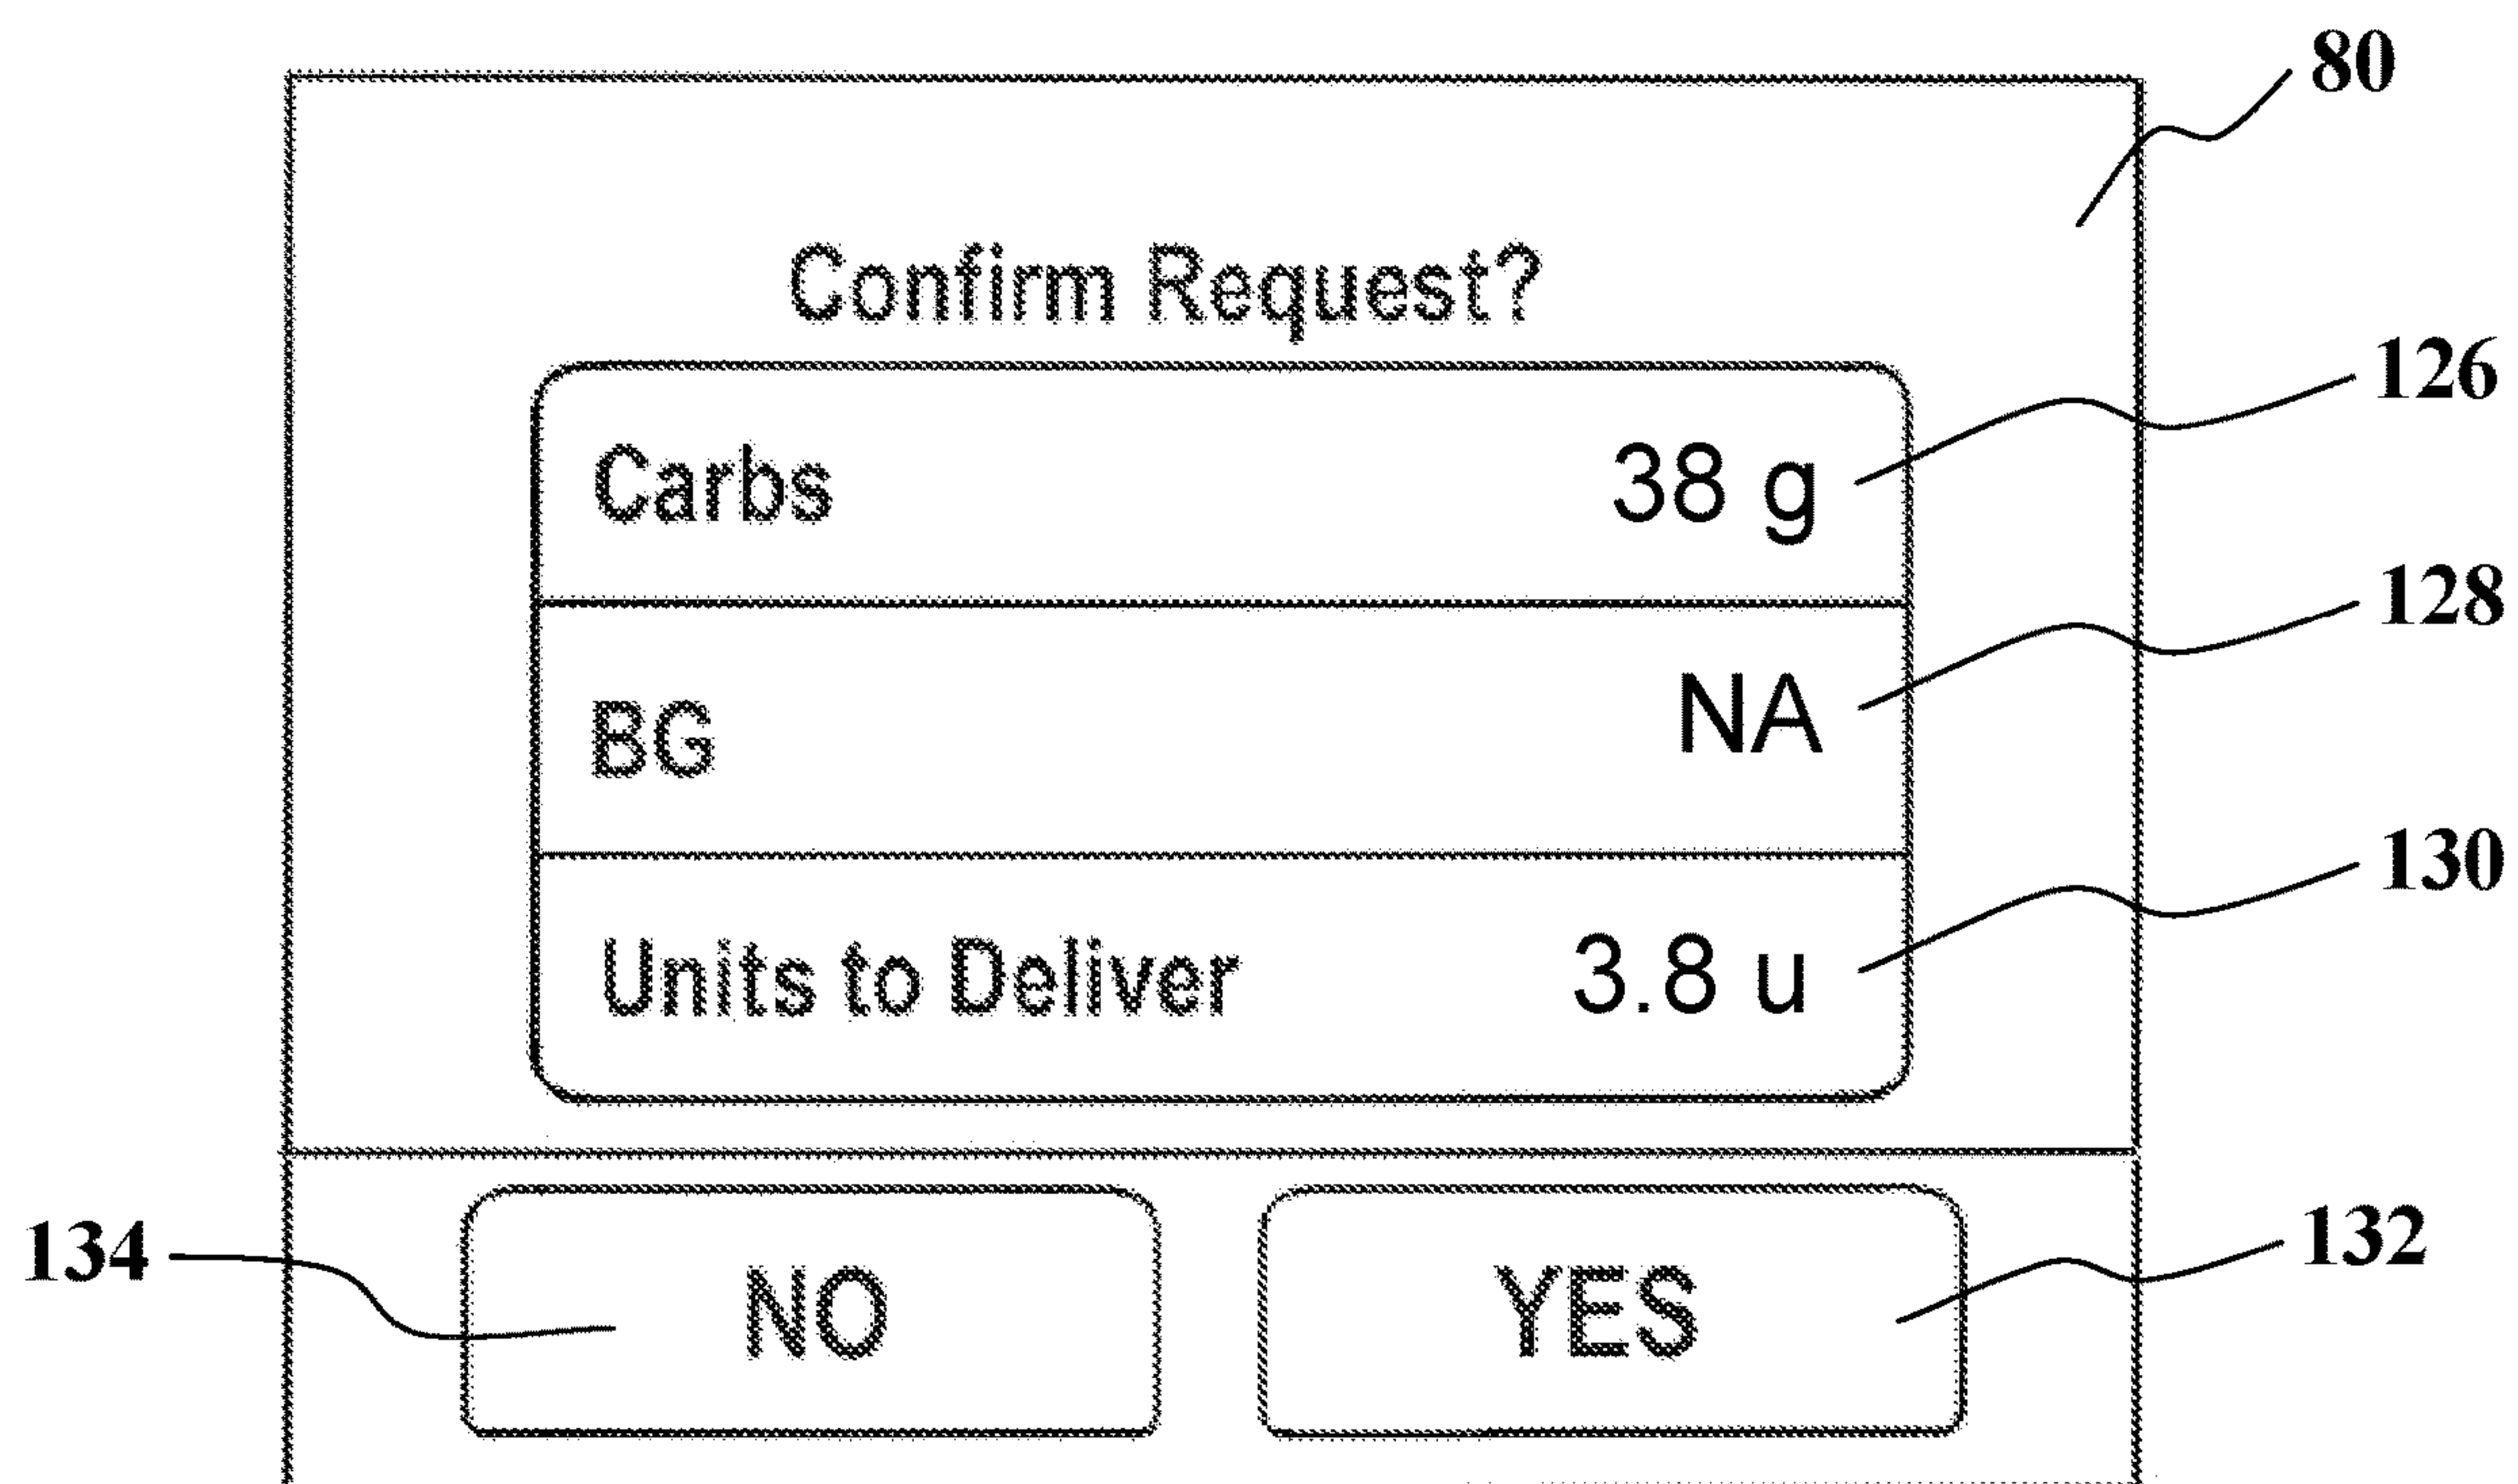 80
Confirm Request?
126
Carbs 38 g
128
BG NA
130
Units to Deliver 3.8 u
134 NO YES 132